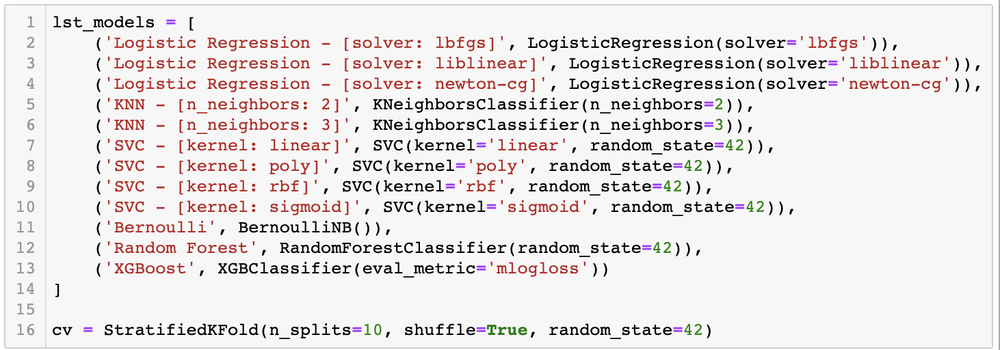 1 lst_models = [
2     ('Logistic Regression - [solver: lbfgs]', LogisticRegression(solver='lbfgs')),
3     ('Logistic Regression - [solver: liblinear]', LogisticRegression(solver='liblinear')),
4     ('Logistic Regression - [solver: newton-cg]', LogisticRegression(solver='newton-cg')),
5     ('KNN - [n_neighbors: 2]', KNeighborsClassifier(n_neighbors=2)),
6     ('KNN - [n_neighbors: 3]', KNeighborsClassifier(n_neighbors=3)),
7     ('SVC - [kernel: linear]', SVC(kernel='linear', random_state=42)),
8     ('SVC - [kernel: poly]', SVC(kernel='poly', random_state=42)),
9     ('SVC - [kernel: rbf]', SVC(kernel='rbf', random_state=42)),
10     ('SVC - [kernel: sigmoid]', SVC(kernel='sigmoid', random_state=42)),
11     ('Bernoulli', BernoulliNB()),
12     ('Random Forest', RandomForestClassifier(random_state=42)),
13     ('XGBoost', XGBClassifier(eval_metric='mlogloss'))
14 ]
15
16 cv = StratifiedKFold(n_splits=10, shuffle=True, random_state=42)